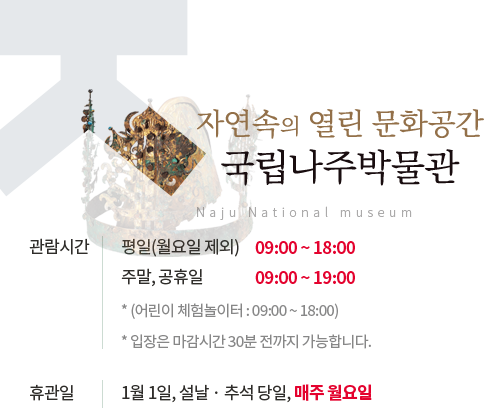 자연속의 열린 문화공간
국립나주박물관
Naju National museum
관람시간 평일(월요일 제외) 09:00 ~ 18:00
주말, 공휴일 09:00 ~ 19:00
* (어린이 체험놀이터 : 09:00 ~ 18:00)
* 입장은 마감시간 30분 전까지 가능합니다.
휴관일 1월 1일, 설날 · 추석 당일, 매주 월요일